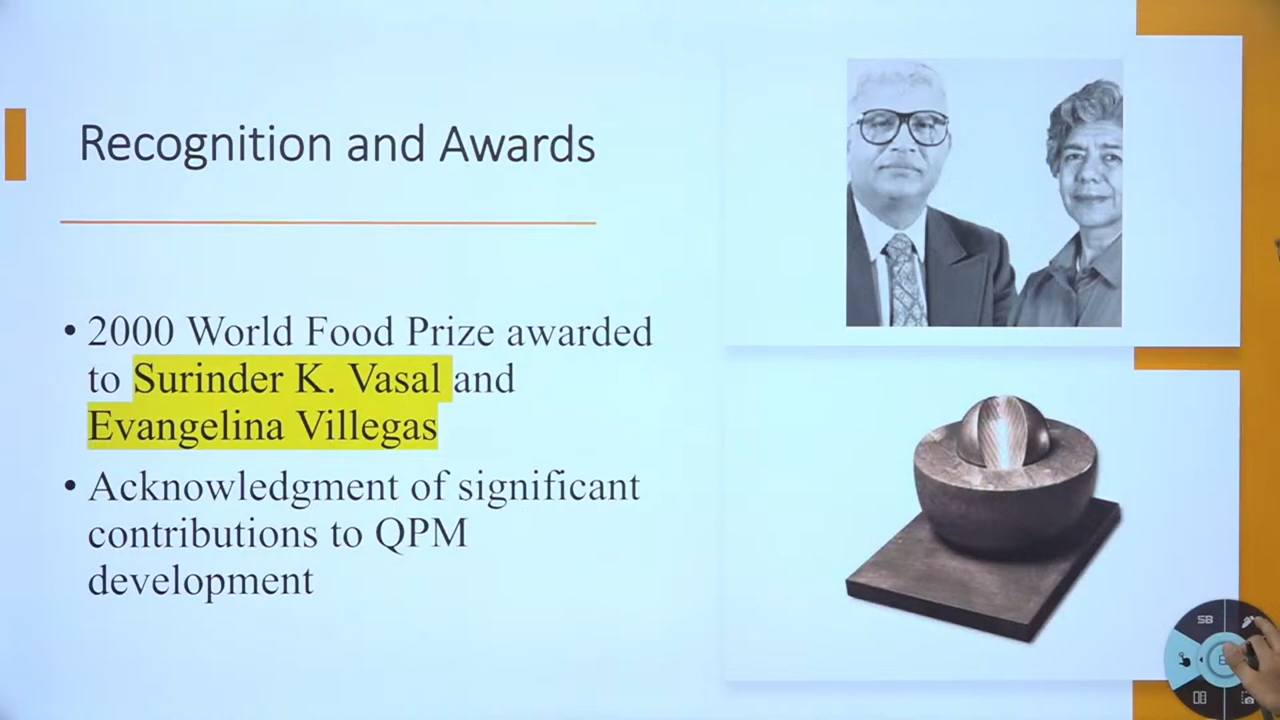 Recognition and Awards
• 2000 World Food Prize awarded
to Surinder K. Vasal and
Evangelina Villegas
• Acknowledgment of significant
contributions to QPM
development
SB